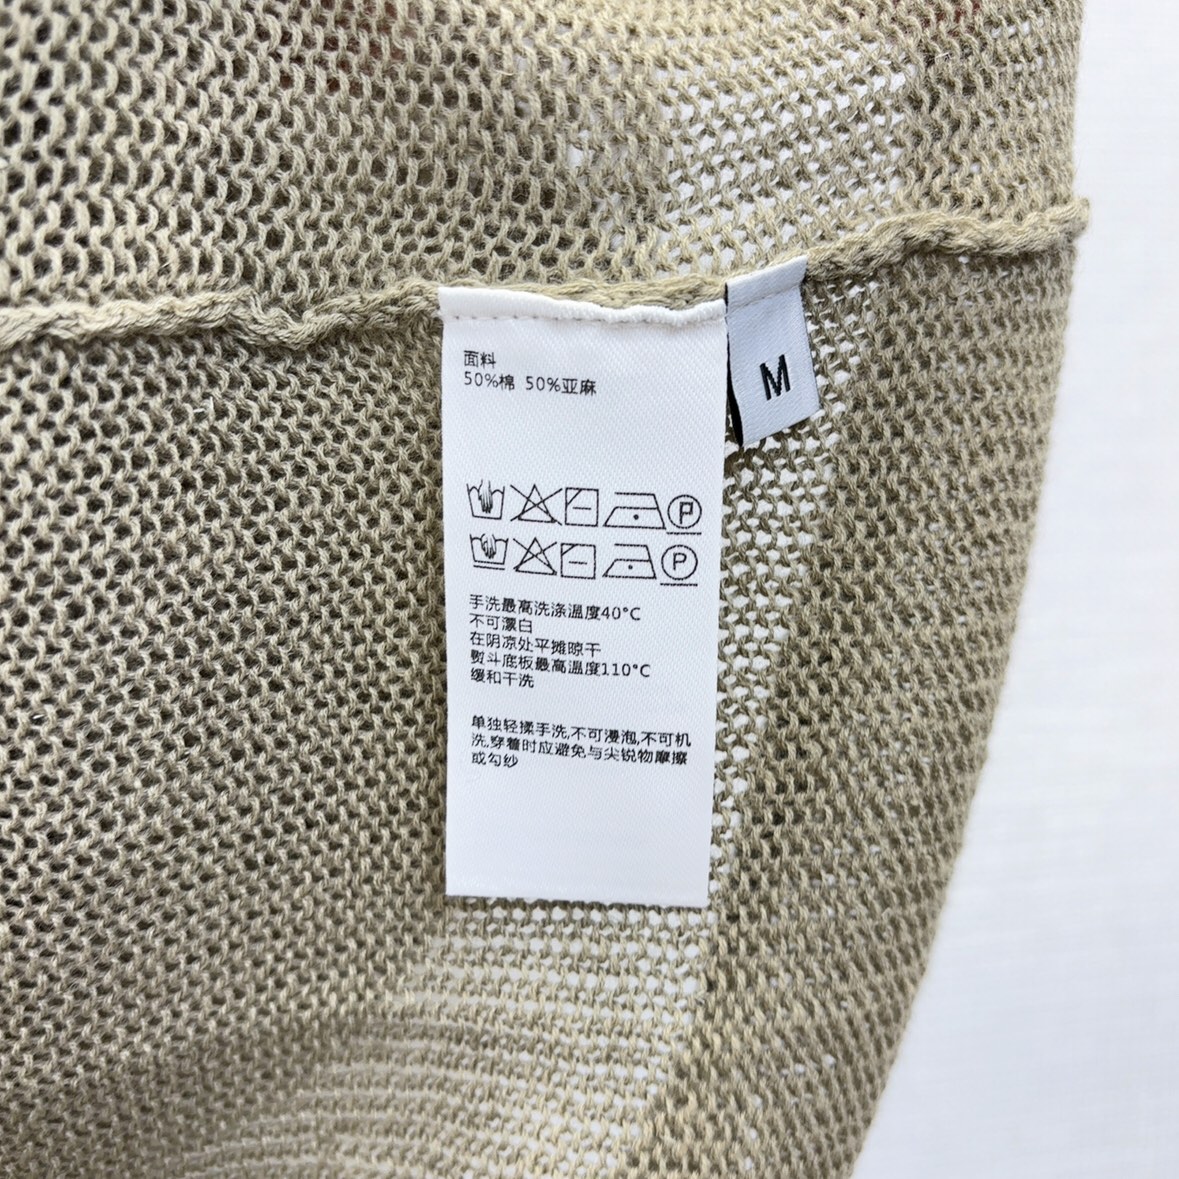 面料
50%棉 50%亚麻
M
P
P
手洗最高洗涤温度40°C
不可漂白
在阴凉处平摊晾干
熨斗底板最高温度110°C
缓和干洗
单独轻揉手洗,不可浸泡,不可机
洗,穿着时应避免与尖锐物摩擦
或勾纱